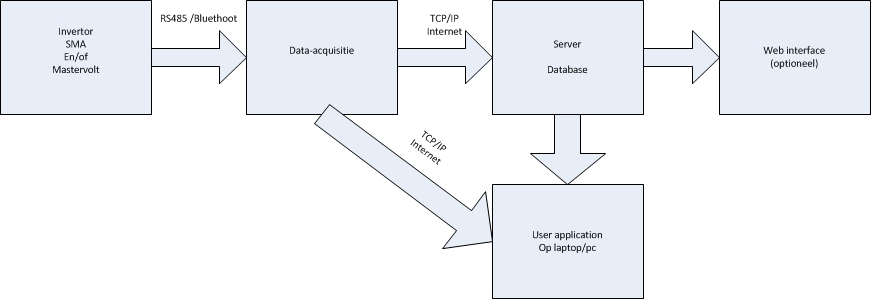 Invertor
SMA
En/of
Mastervolt
RS485 /Bluethoot
Data-acquisitie
TCP/IP
Internet
Server
Database
Web interface
(optioneel)
TCP/IP
Internet
User application
Op laptop/pc